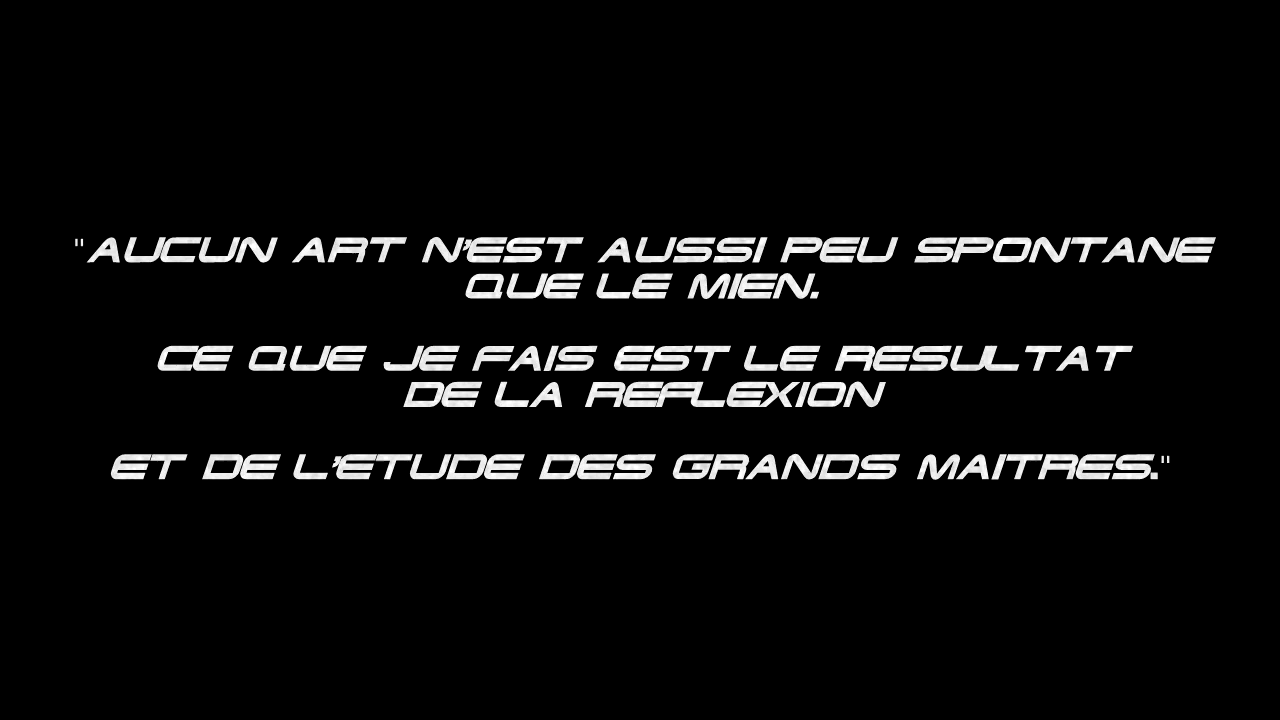 "AUCUN ART N'EST AUSSI PEU SPONTANE
QUE LE MIEN.
CE QUE JE FAIS EST LE RESULTAT
DE LA REFLEXION
ET DE L'ETUDE DES GRANDS MAITRES."